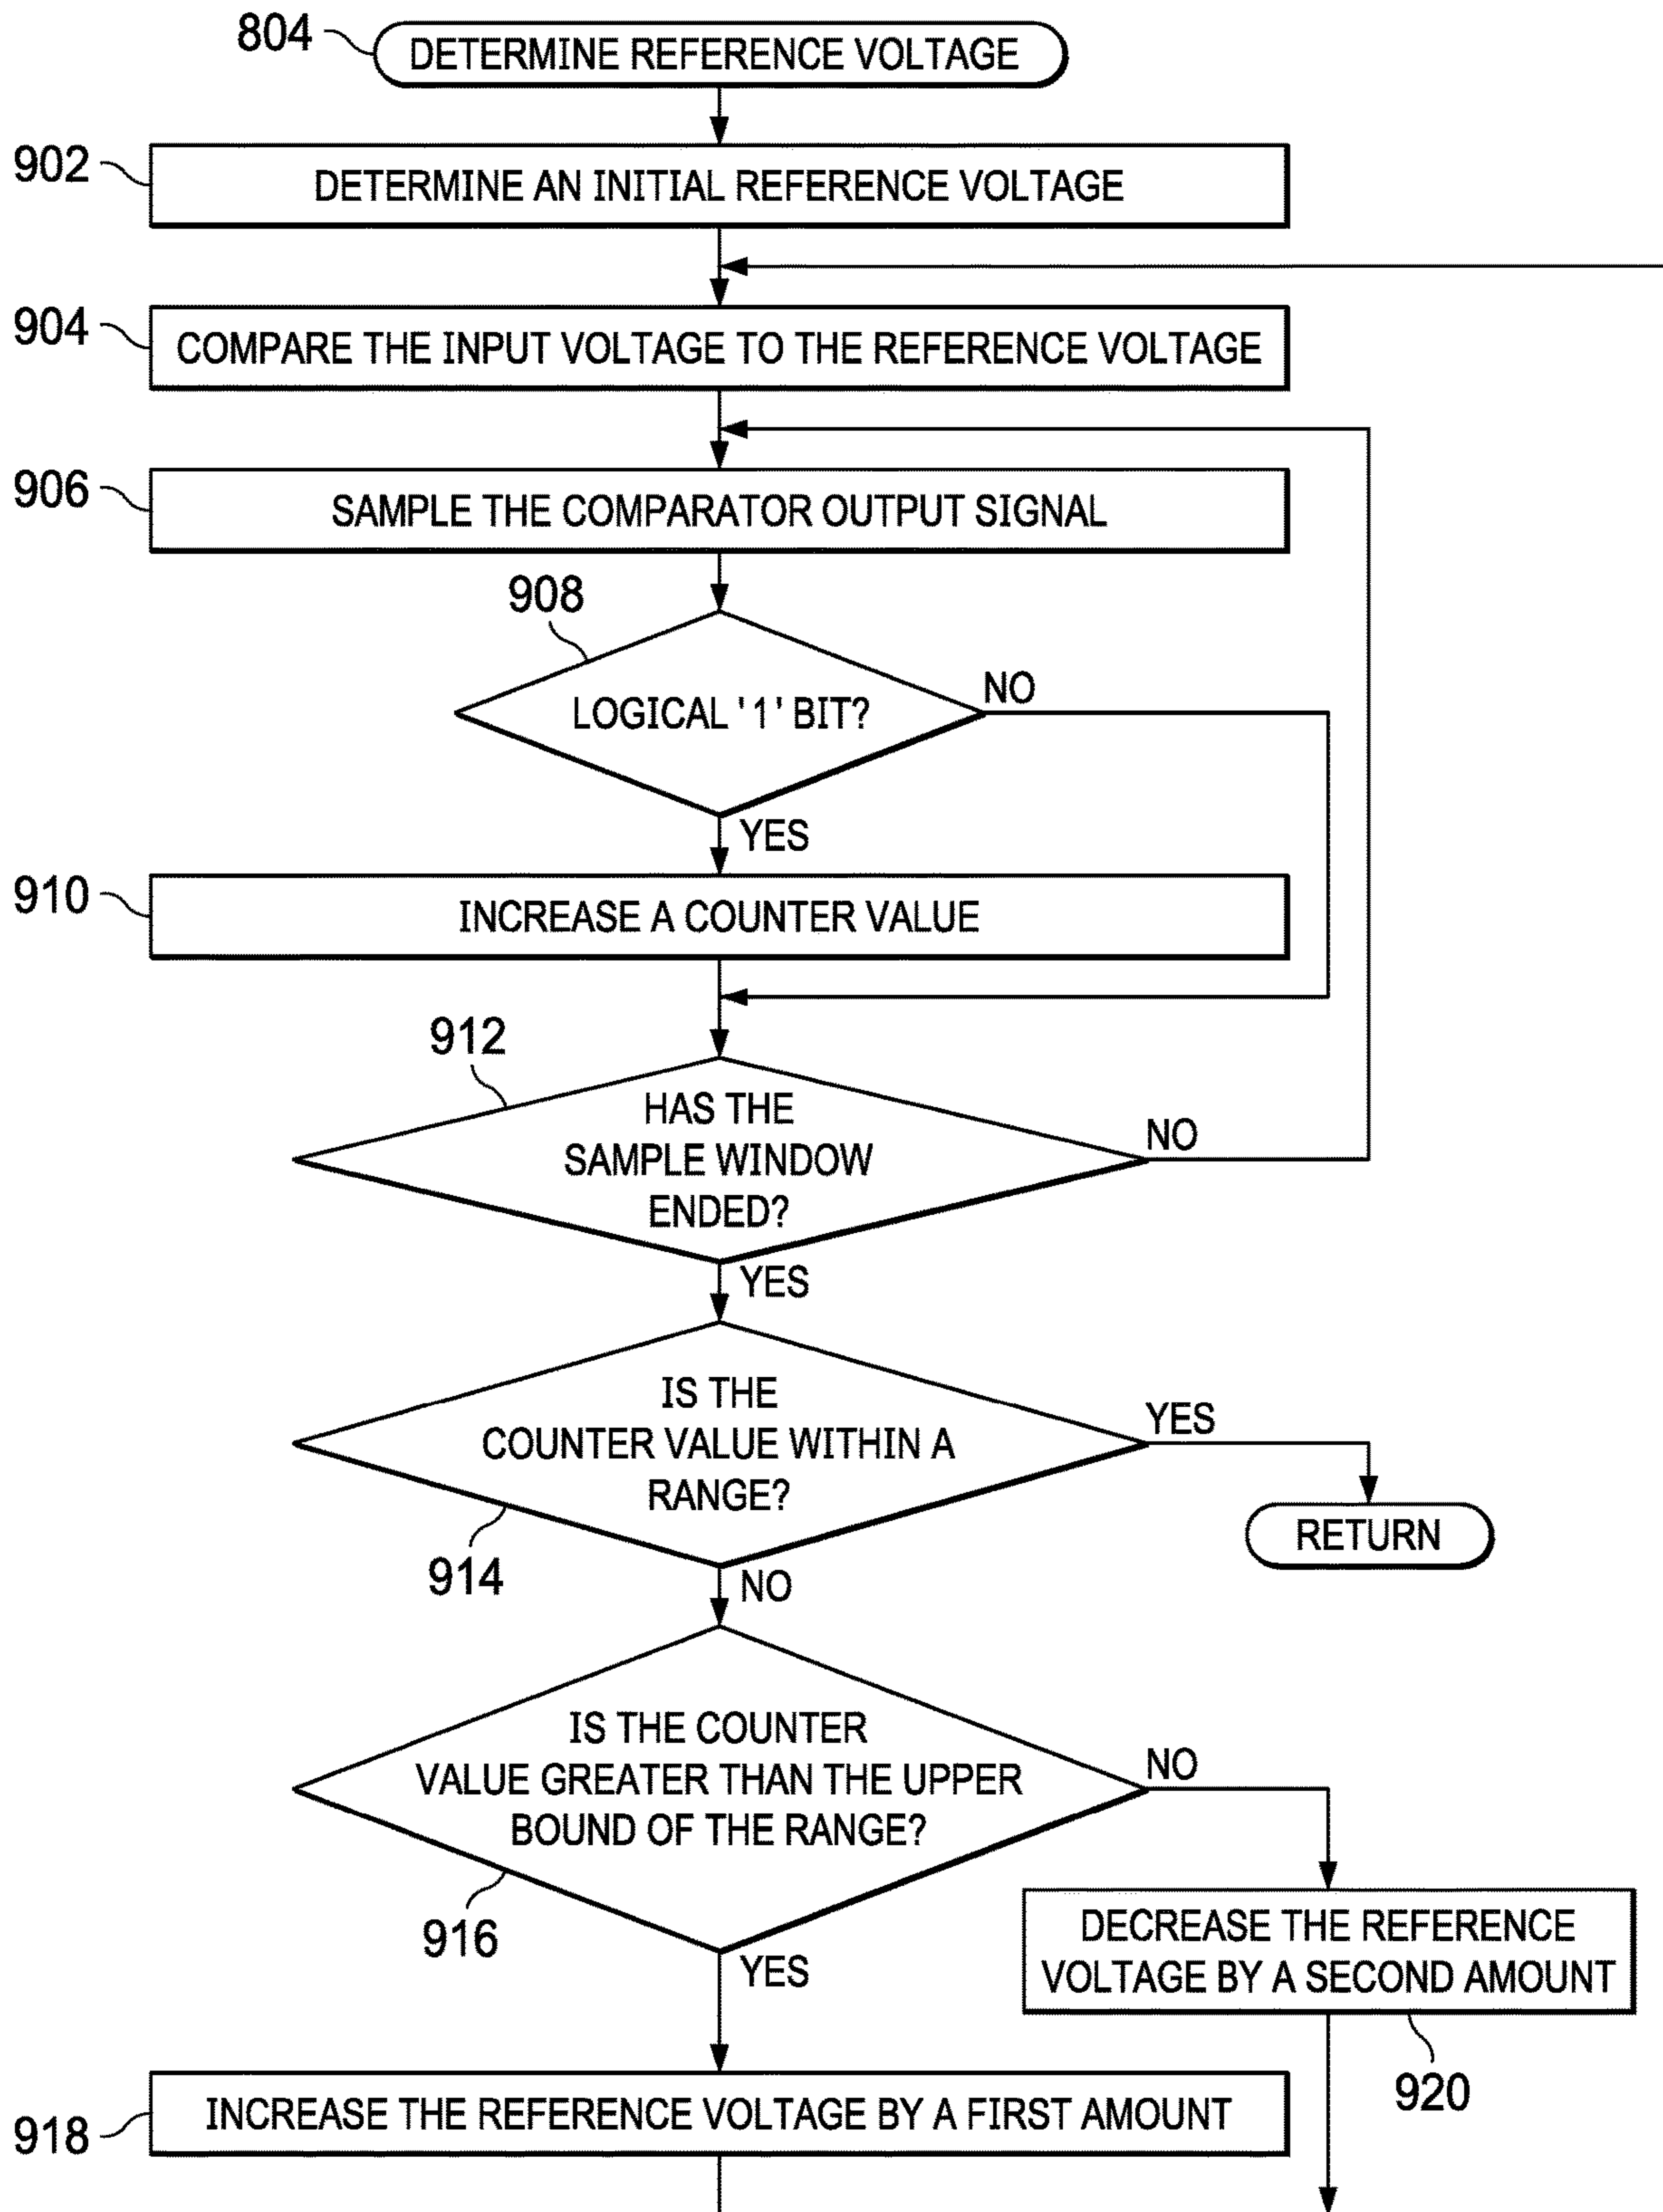 804
DETERMINE REFERENCE VOLTAGE
902
DETERMINE AN INITIAL REFERENCE VOLTAGE
904
COMPARE THE INPUT VOLTAGE TO THE REFERENCE VOLTAGE
906
SAMPLE THE COMPARATOR OUTPUT SIGNAL
908
LOGICAL '1' BIT?
NO
YES
910
INCREASE A COUNTER VALUE
912
HAS THE
SAMPLE WINDOW
ENDED?
NO
YES
IS THE
COUNTER VALUE WITHIN A
RANGE?
YES
RETURN
914
NO
IS THE COUNTER
VALUE GREATER THAN THE UPPER
BOUND OF THE RANGE?
NO
916
YES
DECREASE THE REFERENCE
VOLTAGE BY A SECOND AMOUNT
920
918
INCREASE THE REFERENCE VOLTAGE BY A FIRST AMOUNT